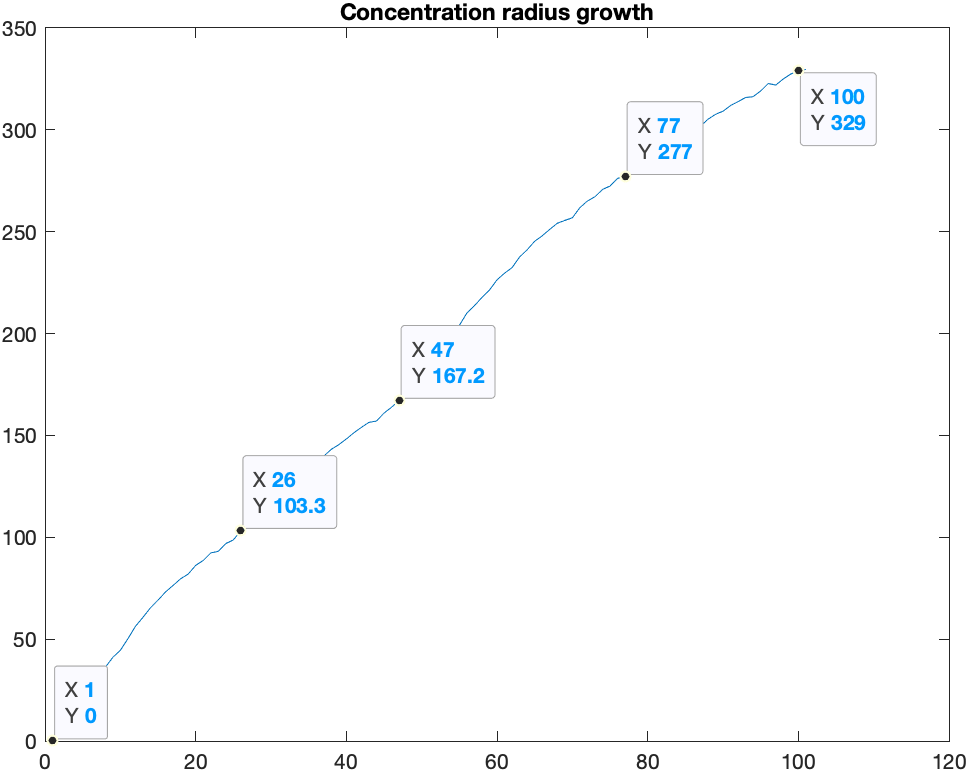 Concentration radius growth
350
300
250
200
150
100
50
0
X 1
Y 0
X 26
Y 103.3
X 47
Y 167.2
X 77
Y 277
X 100
Y 329
0 20 40 60 80 100 120